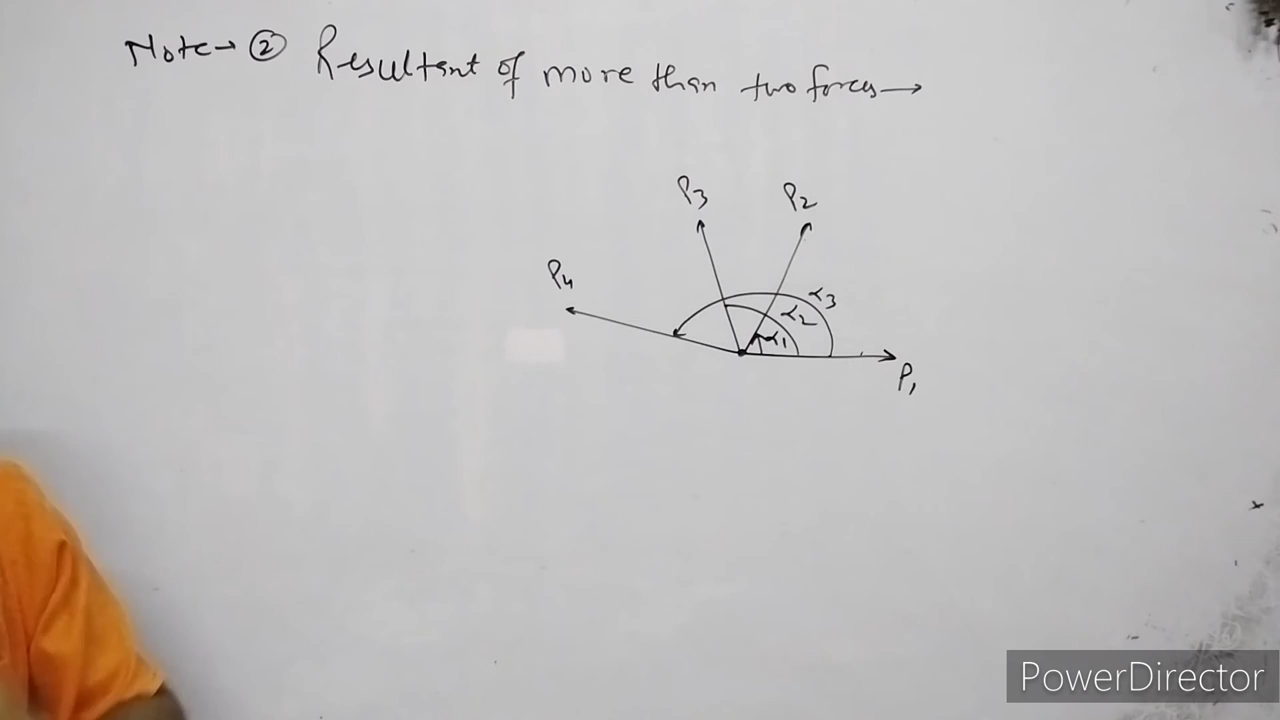 Note→ ② Resultant of more than two forces→
P3 P2
P4
α3
α2
α1
P1
PowerDirector